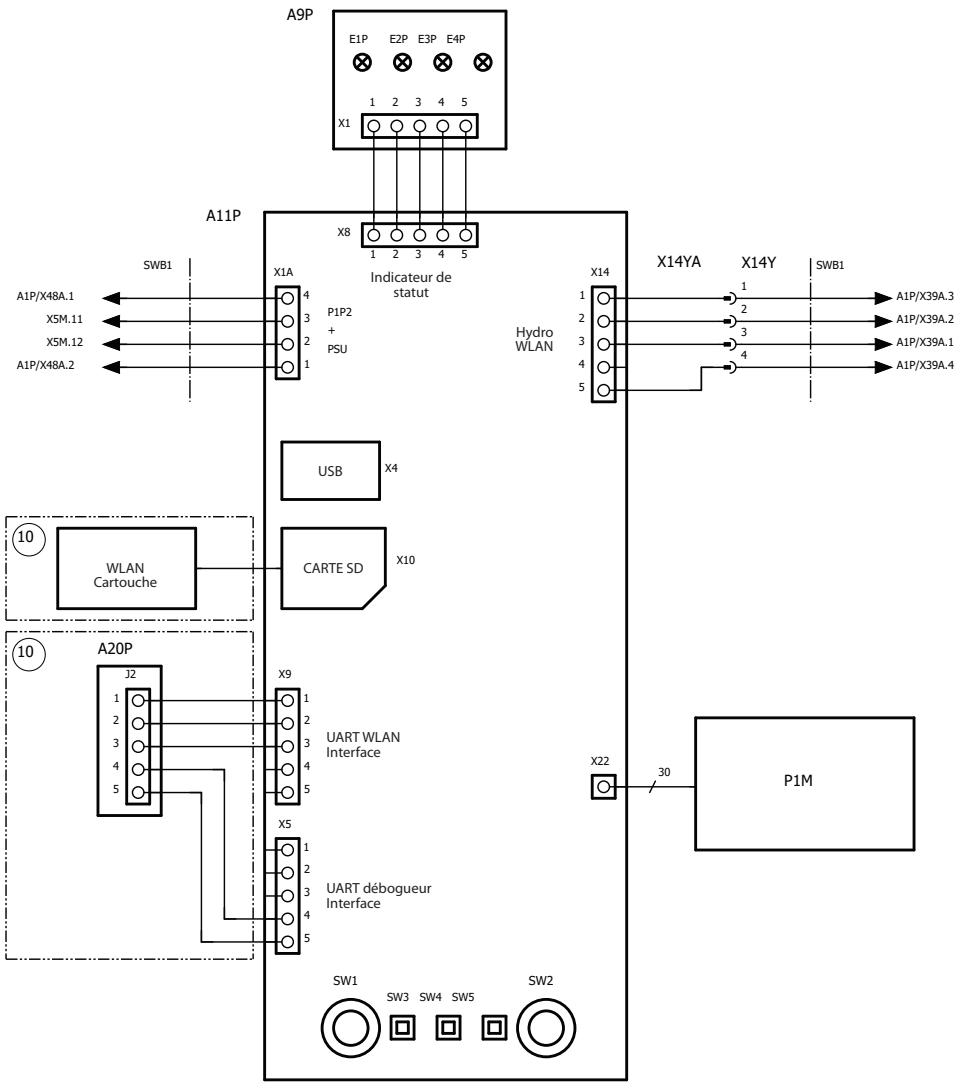 A9P
E1P E2P E3P E4P
1 2 3 4 5
X1
A11P
X8
1 2 3 4 5
Indicateur de
statut
SWB1
X1A
A1P/X48A.1
X5M.11
X5M.12
A1P/X48A.2
4
3
2
1
P1P2
+
PSU
X14
X14YA
X14Y
SWB1
1
2
3
4
5
Hydro
WLAN
1
2
3
4
A1P/X39A.3
A1P/X39A.2
A1P/X39A.1
A1P/X39A.4
USB
X4
10
WLAN
Cartouche
CARTE SD
X10
10
A20P
J2
1
2
3
4
5
X9
1
2
3
4
5
UART WLAN
Interface
X22
30
P1M
X5
1
2
3
4
5
UART débogueur
Interface
SW1
SW3 SW4 SW5
SW2